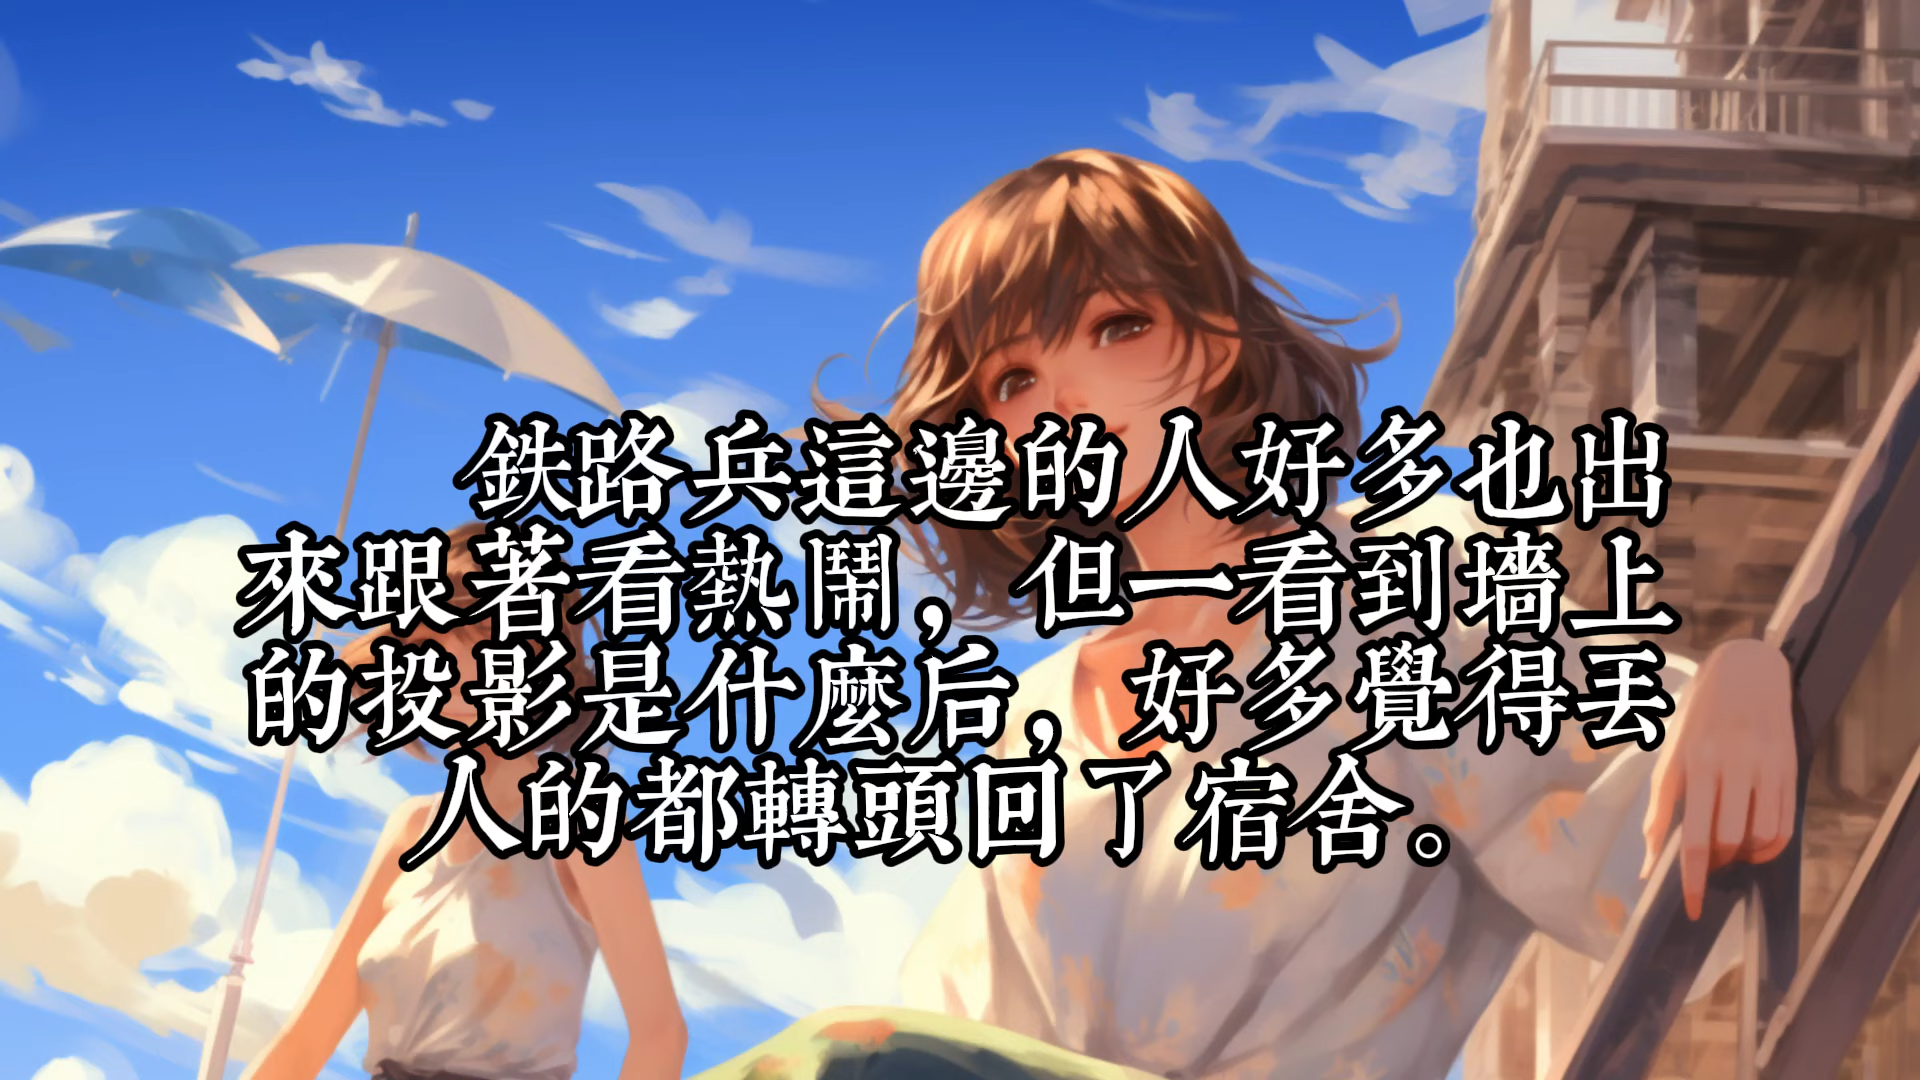 鉄路兵這邊的人好多也出
來跟著看熱鬧，但一看到墻上
的投影是什麼后，好多覺得丟
人的都轉頭回了宿舍。